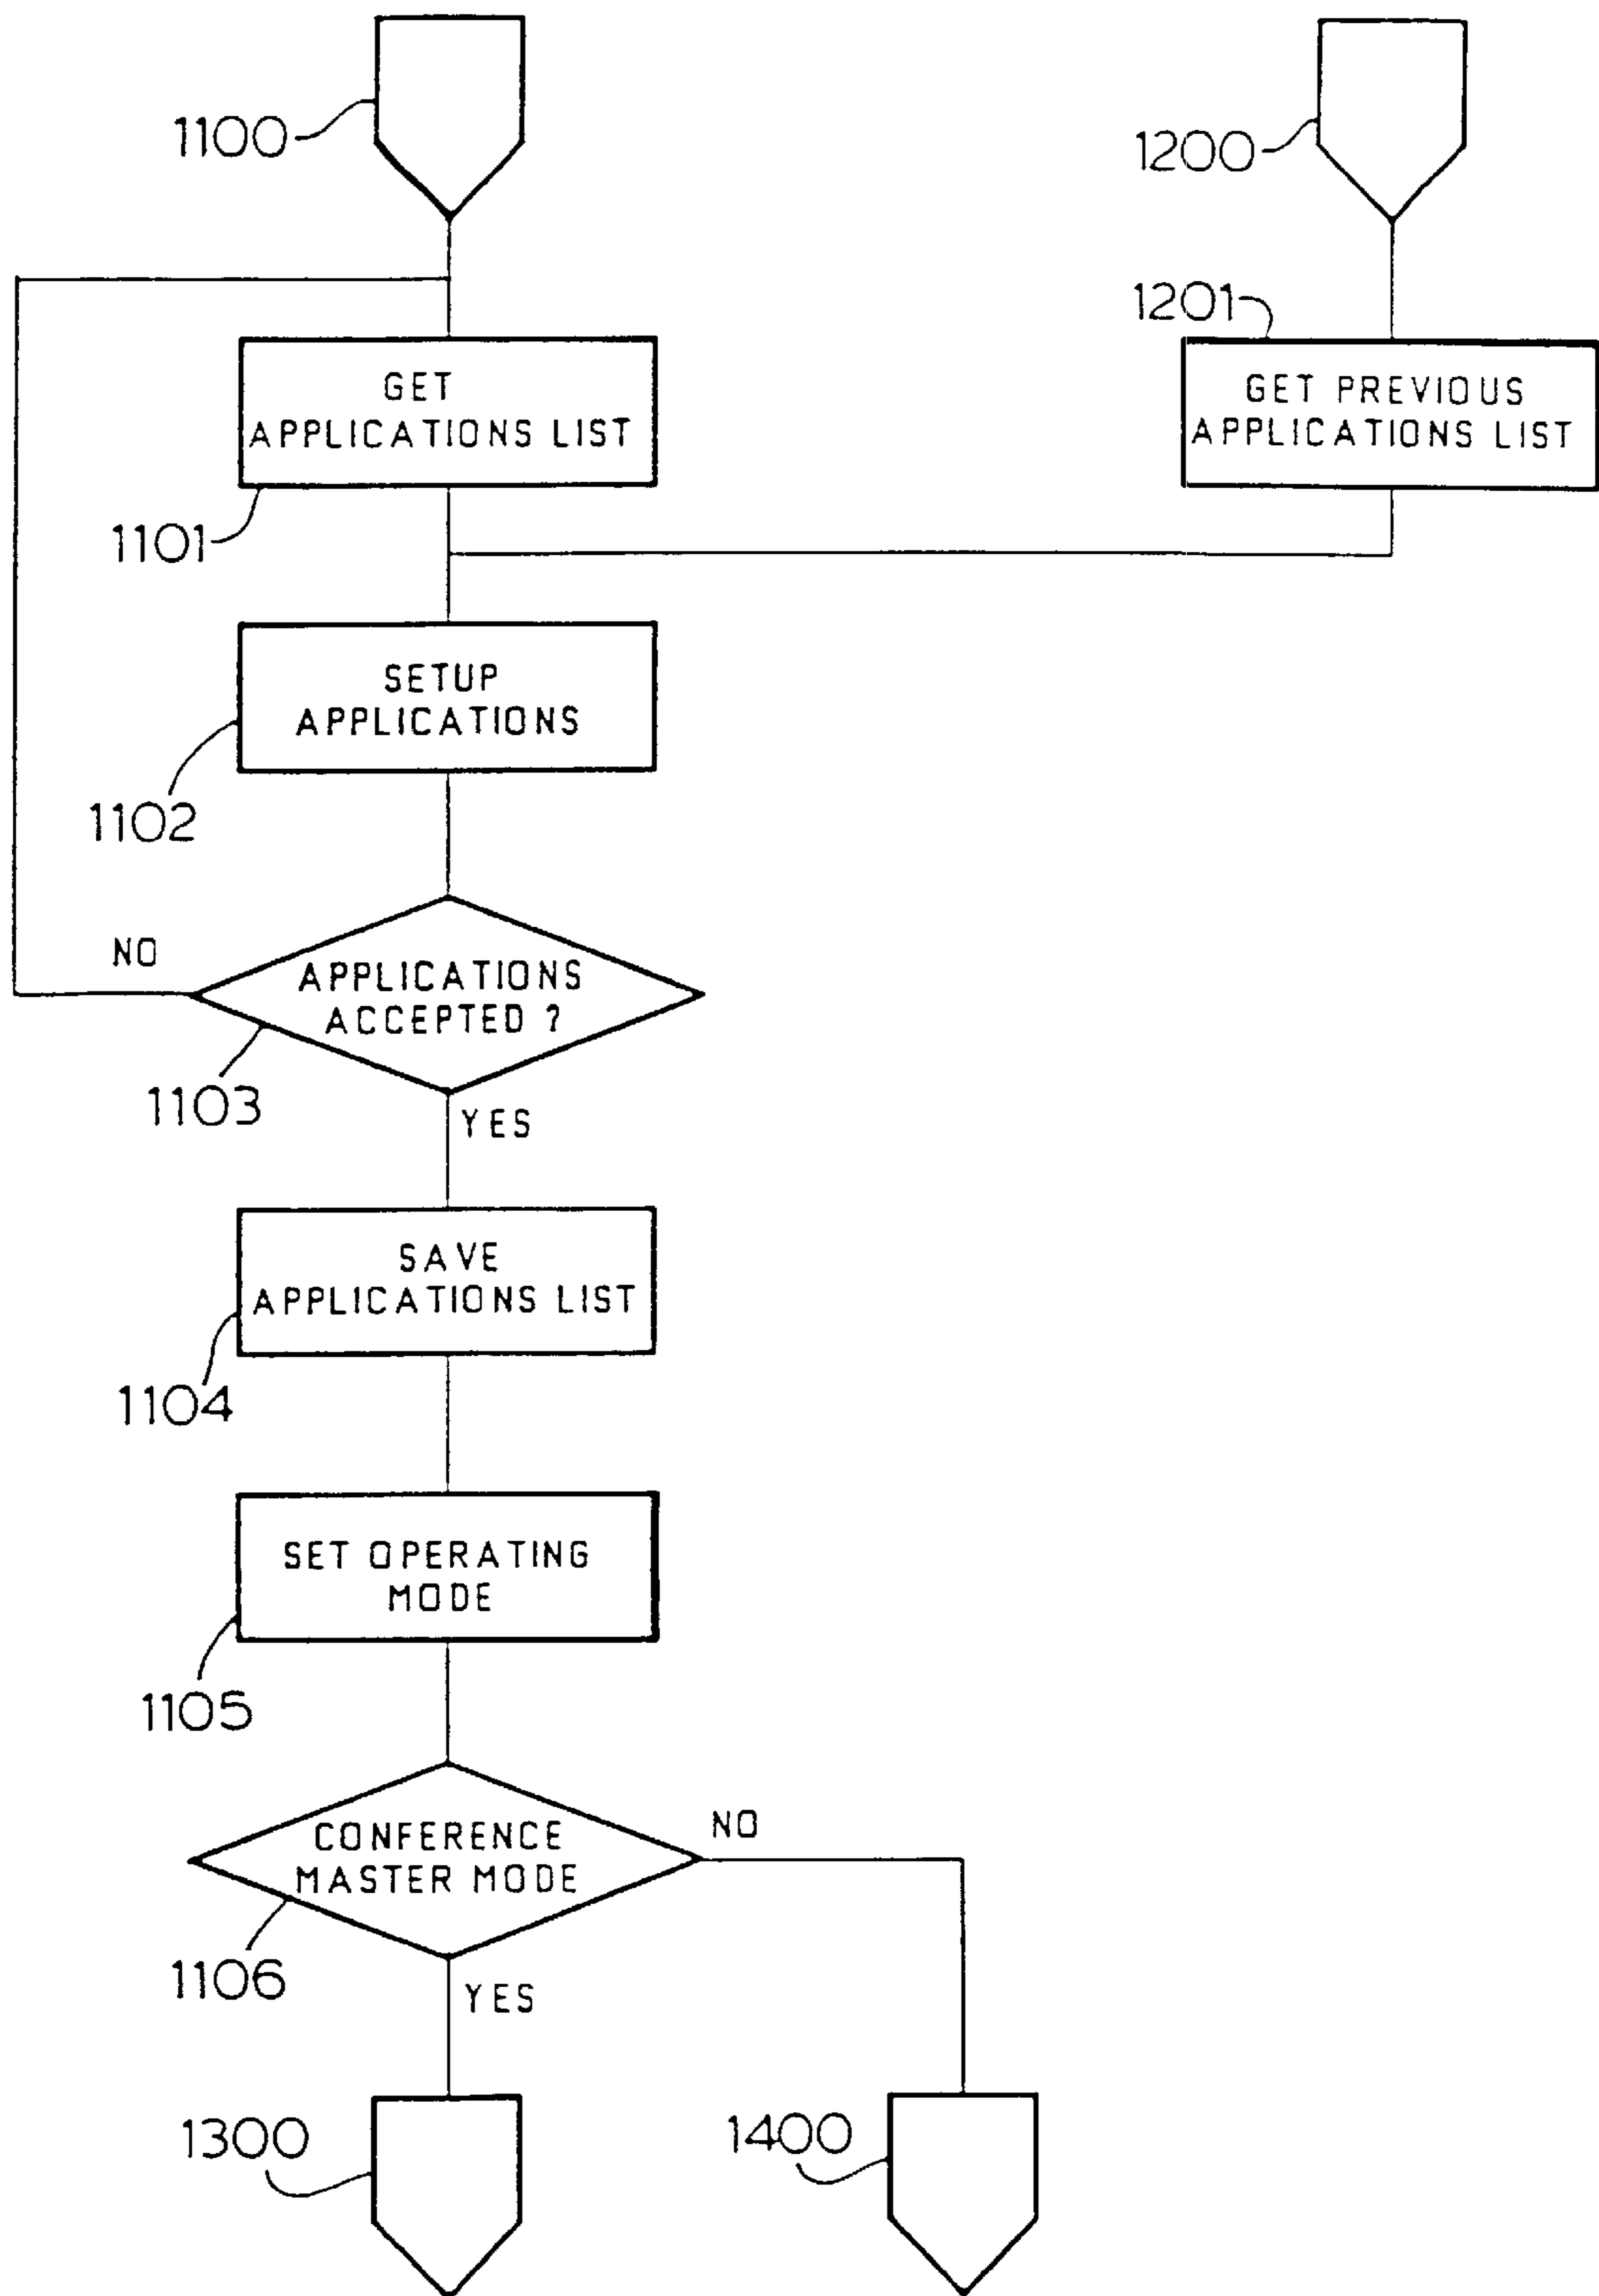 1100
1200
1201
GET
APPLICATIONS LIST
GET PREVIOUS
APPLICATIONS LIST
1101
SETUP
APPLICATIONS
1102
NO
APPLICATIONS
ACCEPTED ?
1103
YES
SAVE
APPLICATIONS LIST
1104
SET OPERATING
MODE
1105
CONFERENCE
MASTER MODE
NO
1106
YES
1300
1400